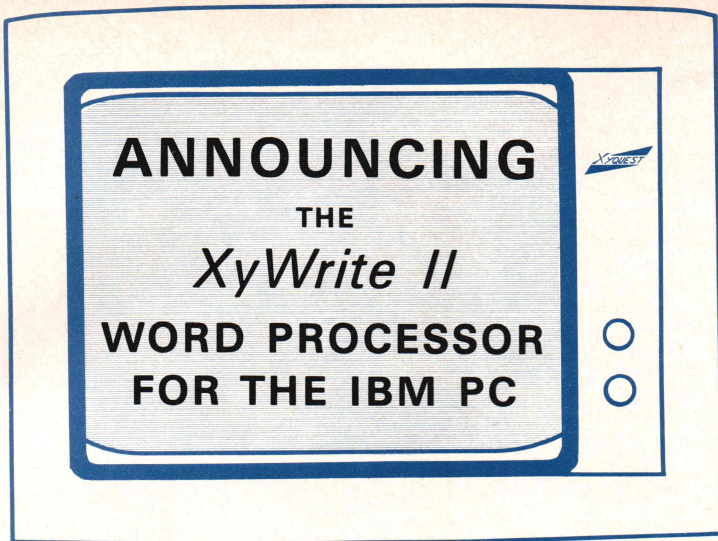 ANNOUNCING
THE
XyWrite II
WORD PROCESSOR
FOR THE IBM PC
XYQUEST